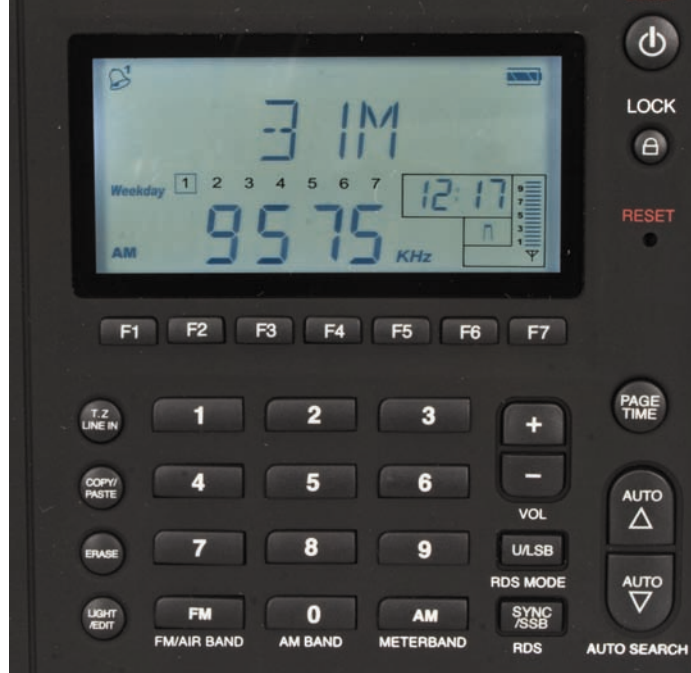 1
31M
LOCK
Weekday 1 2 3 4 5 6 7
12:17
9
7
5
3
1
RESET
AM 9575 KHz
F1 F2 F3 F4 F5 F6 F7
T.Z
LINE IN
1 2 3 +
PAGE
TIME
COPY/
PASTE
4 5 6 −
VOL
AUTO
ERASE
7 8 9 U/LSB
RDS MODE
AUTO
LIGHT
/EDIT
FM 0 AM
SYNC
/SSB
FM/AIR BAND AM BAND METERBAND RDS AUTO SEARCH